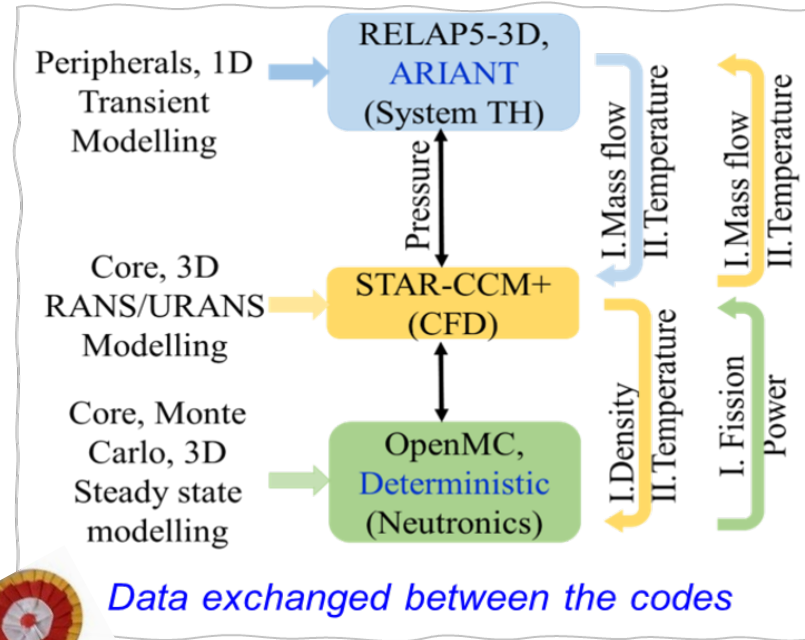 Peripherals, 1D
Transient
Modelling
RELAP5-3D,
ARIANT
(System TH)
I.Mass flow
II.Temperature
I.Mass flow
II.Temperature
Pressure
Core, 3D
RANS/URANS
Modelling
STAR-CCM+
(CFD)
I.Density
II.Temperature
I. Fission
Power
Core, Monte
Carlo, 3D
Steady state
modelling
OpenMC,
Deterministic
(Neutronics)
Data exchanged between the codes